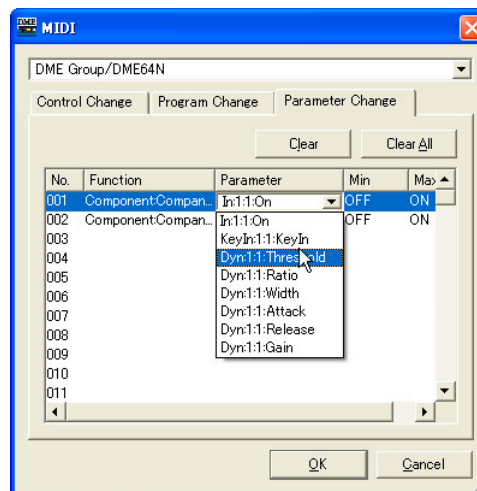 DME MIDI
DME Group/DME64N
Control Change Program Change Parameter Change
Clear Clear All
No. Function Parameter Min Max
001 Component:Compan... In:1:1:On OFF ON
002 Component:Compan... In:1:1:On OFF ON
003 KeyIn:1:1:KeyIn
004 Dyn:1:1:Threshold
005 Dyn:1:1:Ratio
006 Dyn:1:1:Width
007 Dyn:1:1:Attack
008 Dyn:1:1:Release
009 Dyn:1:1:Gain
010
011
OK Cancel